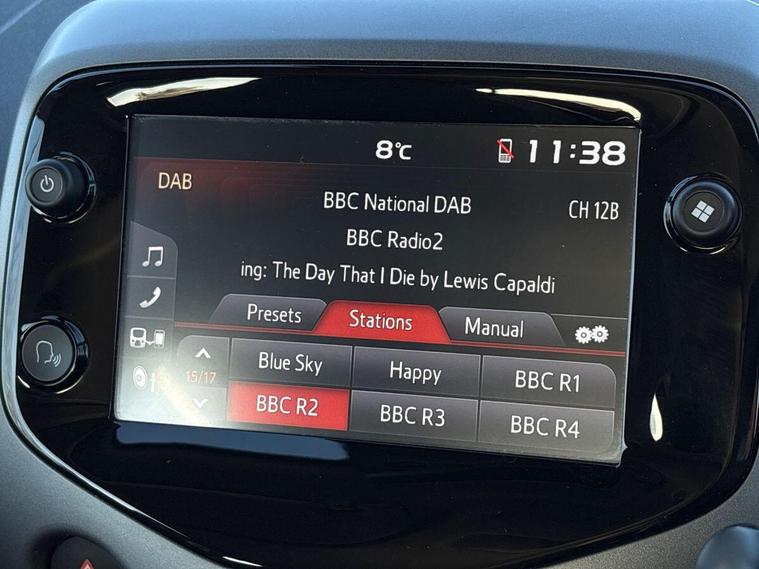 8°C 11:38
DAB
BBC National DAB
CH 12B
BBC Radio2
ing: The Day That I Die by Lewis Capaldi
Presets Stations Manual
15/17
Blue Sky Happy BBC R1
BBC R2 BBC R3 BBC R4